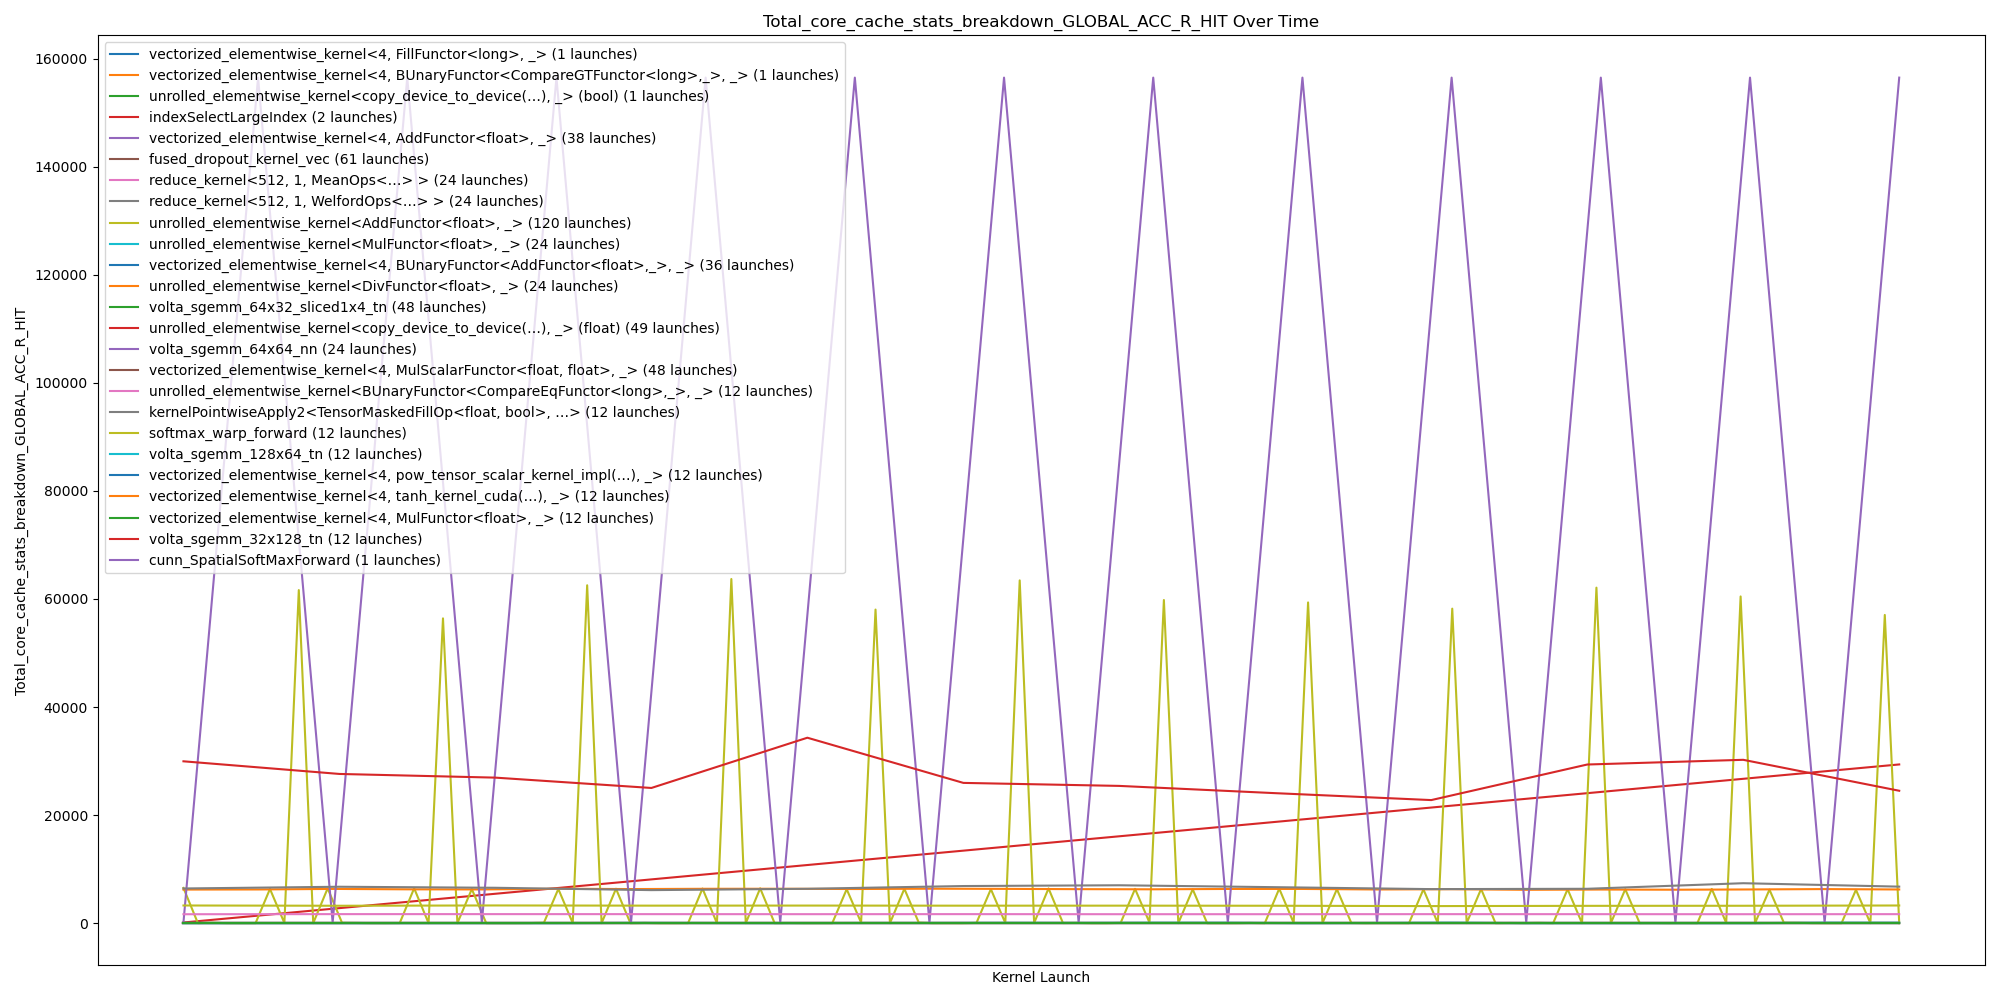 Total_core_cache_stats_breakdown_GLOBAL_ACC_R_HIT Over Time
160000
140000
120000
100000
80000
60000
40000
20000
0
Total_core_cache_stats_breakdown_GLOBAL_ACC_R_HIT
vectorized_elementwise_kernel<4, FillFunctor<long>, _> (1 launches)
vectorized_elementwise_kernel<4, BUnaryFunctor<CompareGTFunctor<long>,_>, _> (1 launches)
unrolled_elementwise_kernel<copy_device_to_device(...), _> (bool) (1 launches)
indexSelectLargeIndex (2 launches)
vectorized_elementwise_kernel<4, AddFunctor<float>, _> (38 launches)
fused_dropout_kernel_vec (61 launches)
reduce_kernel<512, 1, MeanOps<...> > (24 launches)
reduce_kernel<512, 1, WelfordOps<...> > (24 launches)
unrolled_elementwise_kernel<AddFunctor<float>, _> (120 launches)
unrolled_elementwise_kernel<MulFunctor<float>, _> (24 launches)
vectorized_elementwise_kernel<4, BUnaryFunctor<AddFunctor<float>,_>, _> (36 launches)
unrolled_elementwise_kernel<DivFunctor<float>, _> (24 launches)
volta_sgemm_64x32_sliced1x4_tn (48 launches)
unrolled_elementwise_kernel<copy_device_to_device(...), _> (float) (49 launches)
volta_sgemm_64x64_nn (24 launches)
vectorized_elementwise_kernel<4, MulScalarFunctor<float, float>, _> (48 launches)
unrolled_elementwise_kernel<BUnaryFunctor<CompareEqFunctor<long>,_>, _> (12 launches)
kernelPointwiseApply2<TensorMaskedFillOp<float, bool>, ...> (12 launches)
softmax_warp_forward (12 launches)
volta_sgemm_128x64_tn (12 launches)
vectorized_elementwise_kernel<4, pow_tensor_scalar_kernel_impl(...), _> (12 launches)
vectorized_elementwise_kernel<4, tanh_kernel_cuda(...), _> (12 launches)
vectorized_elementwise_kernel<4, MulFunctor<float>, _> (12 launches)
volta_sgemm_32x128_tn (12 launches)
cunn_SpatialSoftMaxForward (1 launches)
Kernel Launch